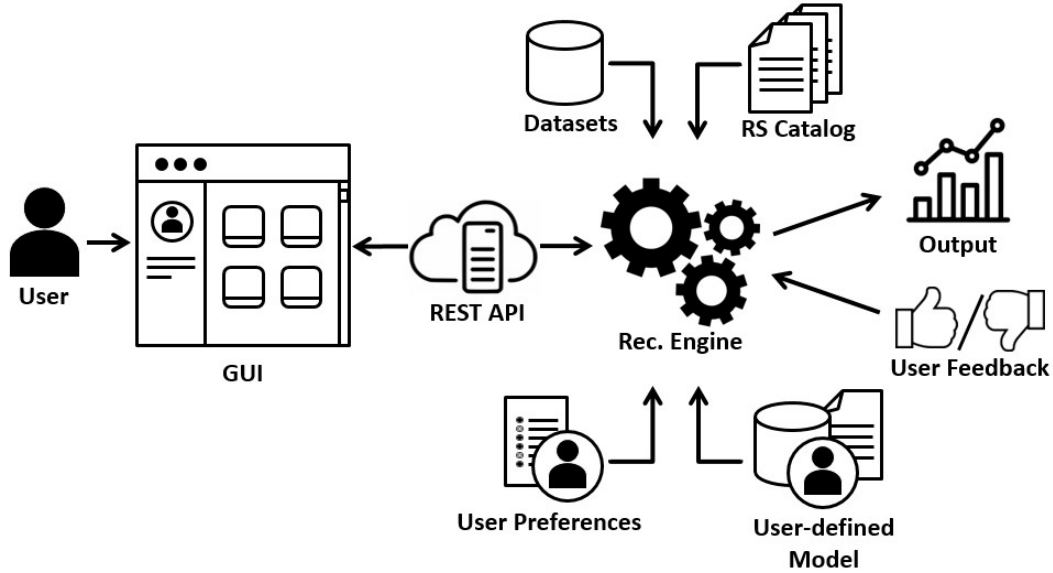 Datasets
RS Catalog
User
GUI
REST API
Rec. Engine
Output
User Feedback
User Preferences
User-defined
Model